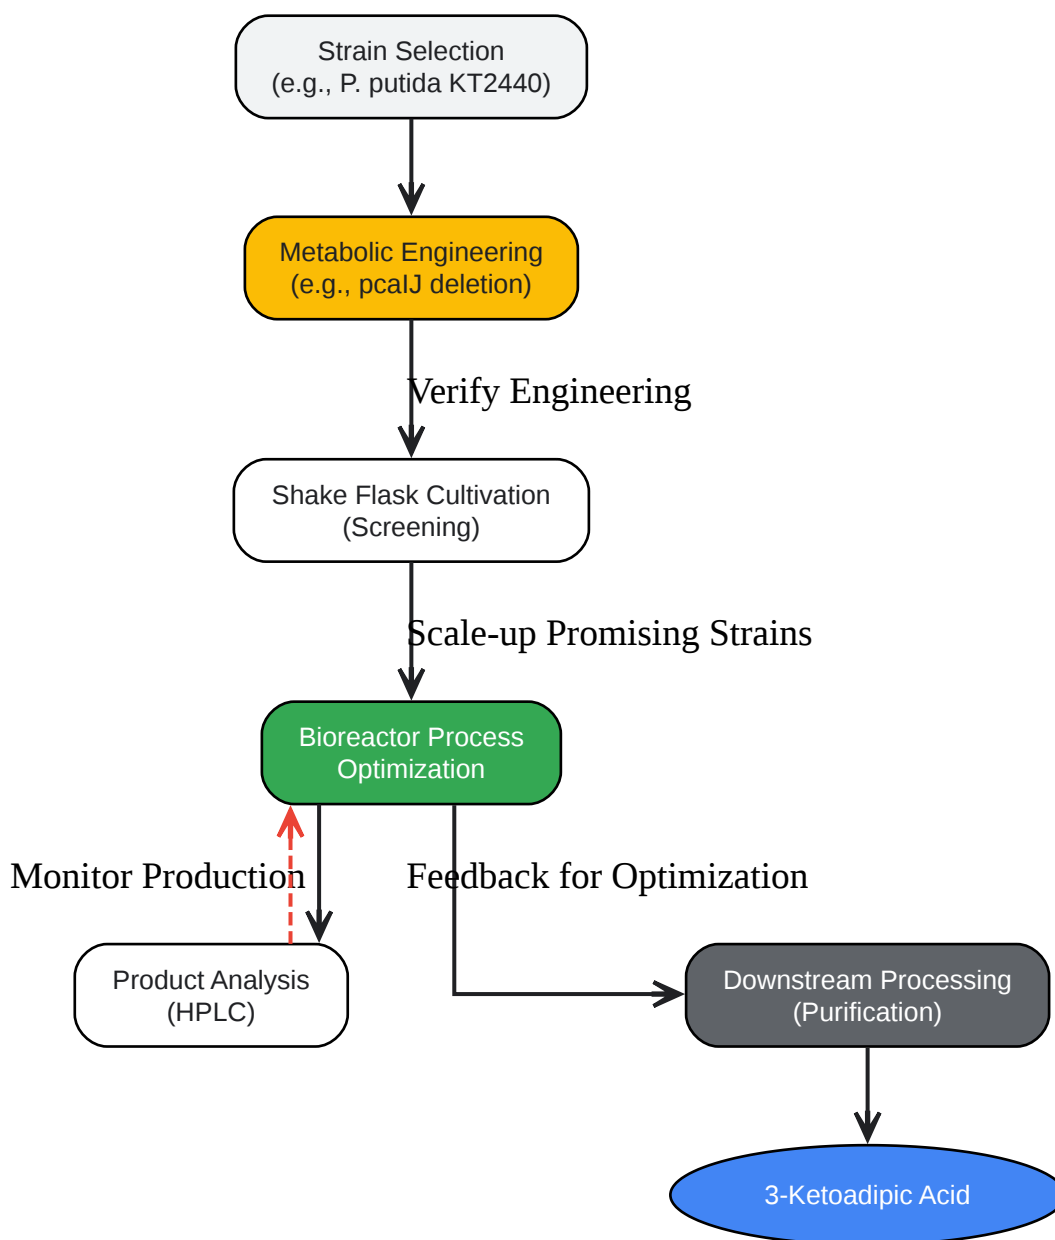 Strain Selection
(e.g., P. putida KT2440)
Metabolic Engineering
(e.g., pcaIJ deletion)
Verify Engineering
Shake Flask Cultivation
(Screening)
Scale-up Promising Strains
Bioreactor Process
Optimization
Monitor Production
Feedback for Optimization
Product Analysis
(HPLC)
Downstream Processing
(Purification)
3-Ketoadipic Acid